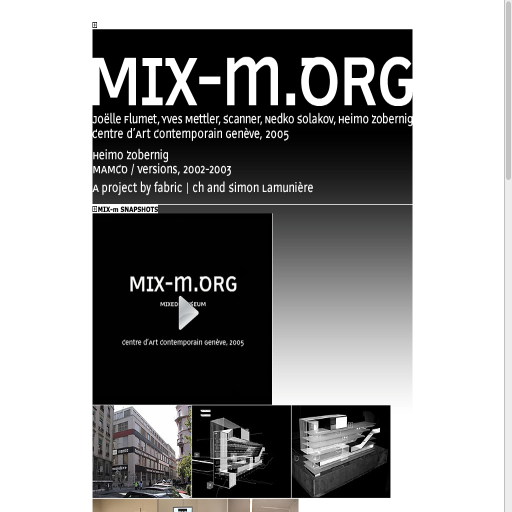 MIX-m.ORG
Joëlle Flumet, Yves Mettler, Scanner, Nedko Solakov, Heimo Zobernig
Centre d'Art Contemporain Genève, 2005
Heimo Zobernig
MAMCO / versions, 2002-2003
A project by fabric | ch and Simon Lamunière
MIX-m SNAPSHOTS
MIX-m.ORG
Centre d'Art Contemporain Genève, 2005